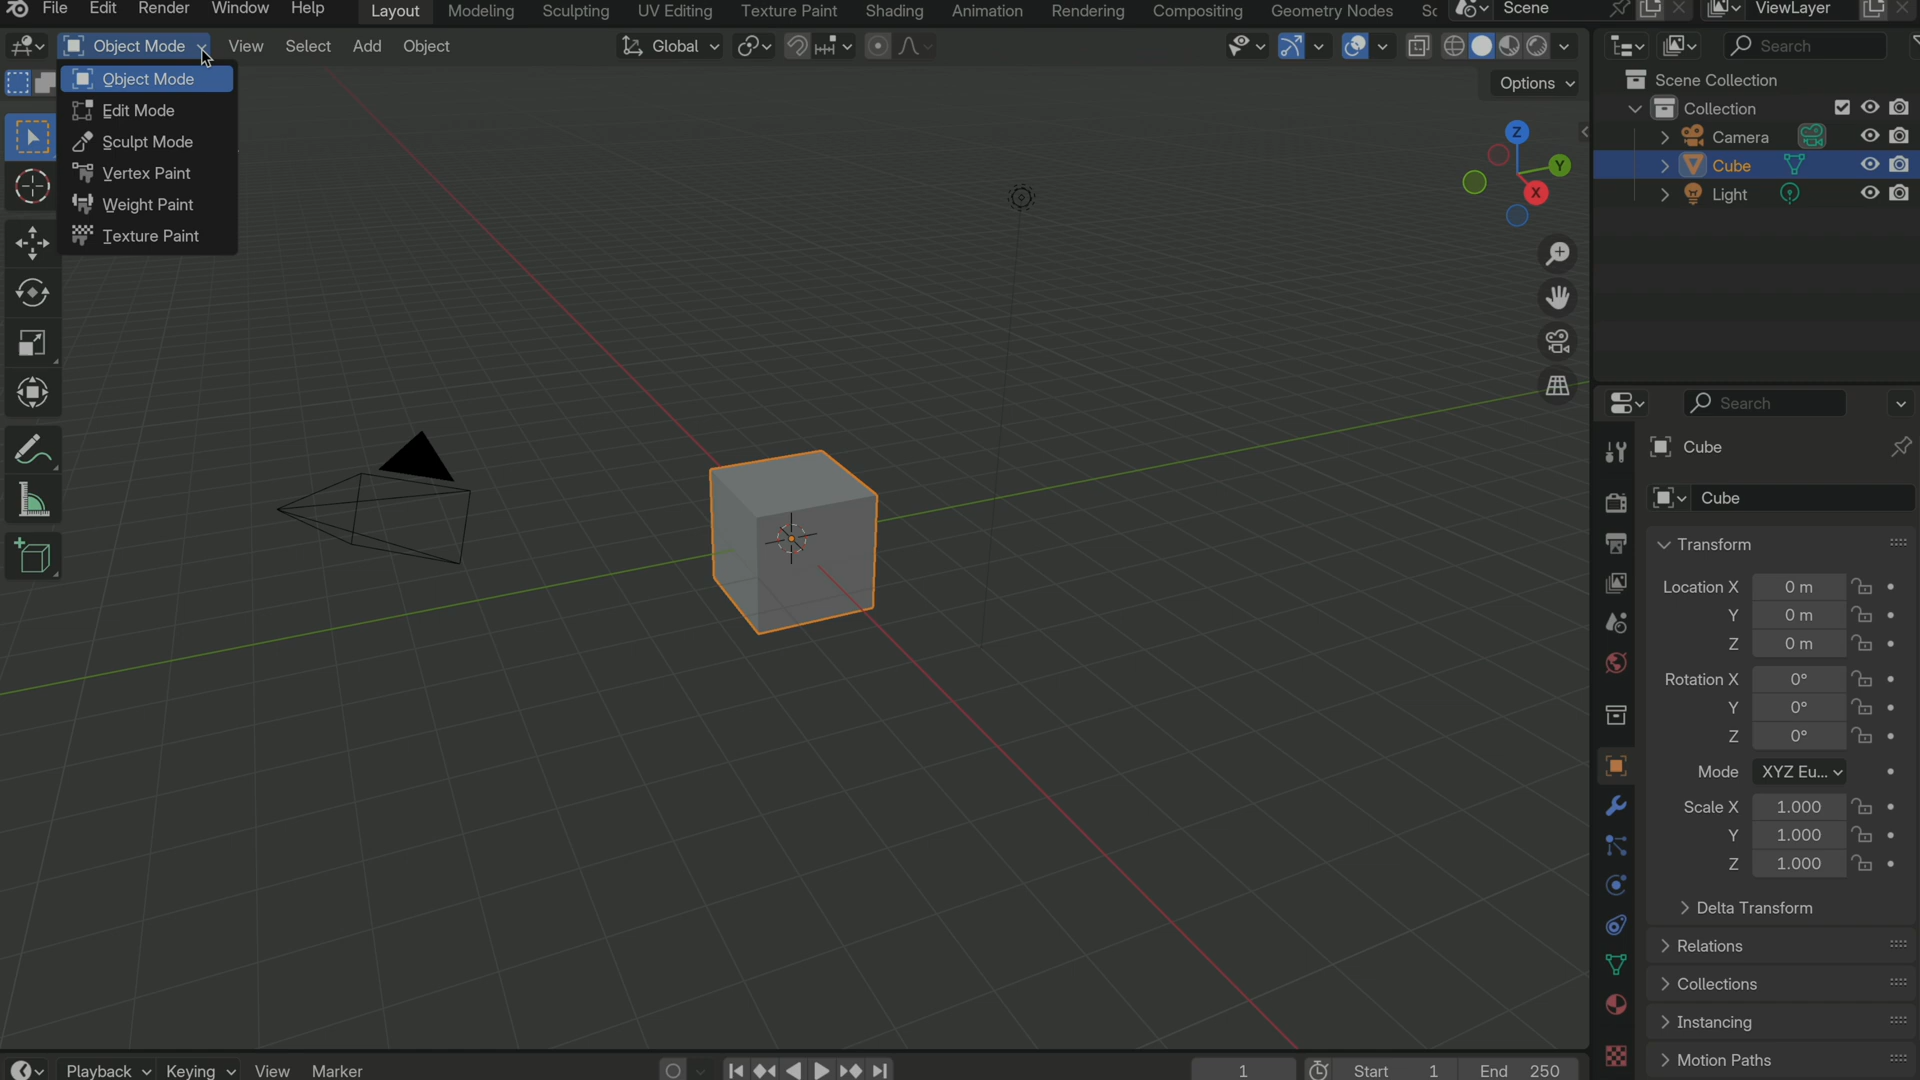 File Edit Render Window Help Layout Modeling Sculpting UV Editing Texture Paint Shading Animation Rendering Compositing Geometry Nodes Sc Scene ViewLayer
Object Mode View Select Add Object Global Search
Options
Object Mode
Edit Mode
Sculpt Mode
Vertex Paint
Weight Paint
Texture Paint
Z
Y
X
Scene Collection
Collection
Camera
Cube
Light
Search
Cube
Cube
Transform
Location X 0 m
Y 0 m
Z 0 m
Rotation X 0°
Y 0°
Z 0°
Mode XYZ Eu...
Scale X 1.000
Y 1.000
Z 1.000
Delta Transform
Relations
Collections
Instancing
Motion Paths
Playback Keying View Marker 1 Start 1 End 250